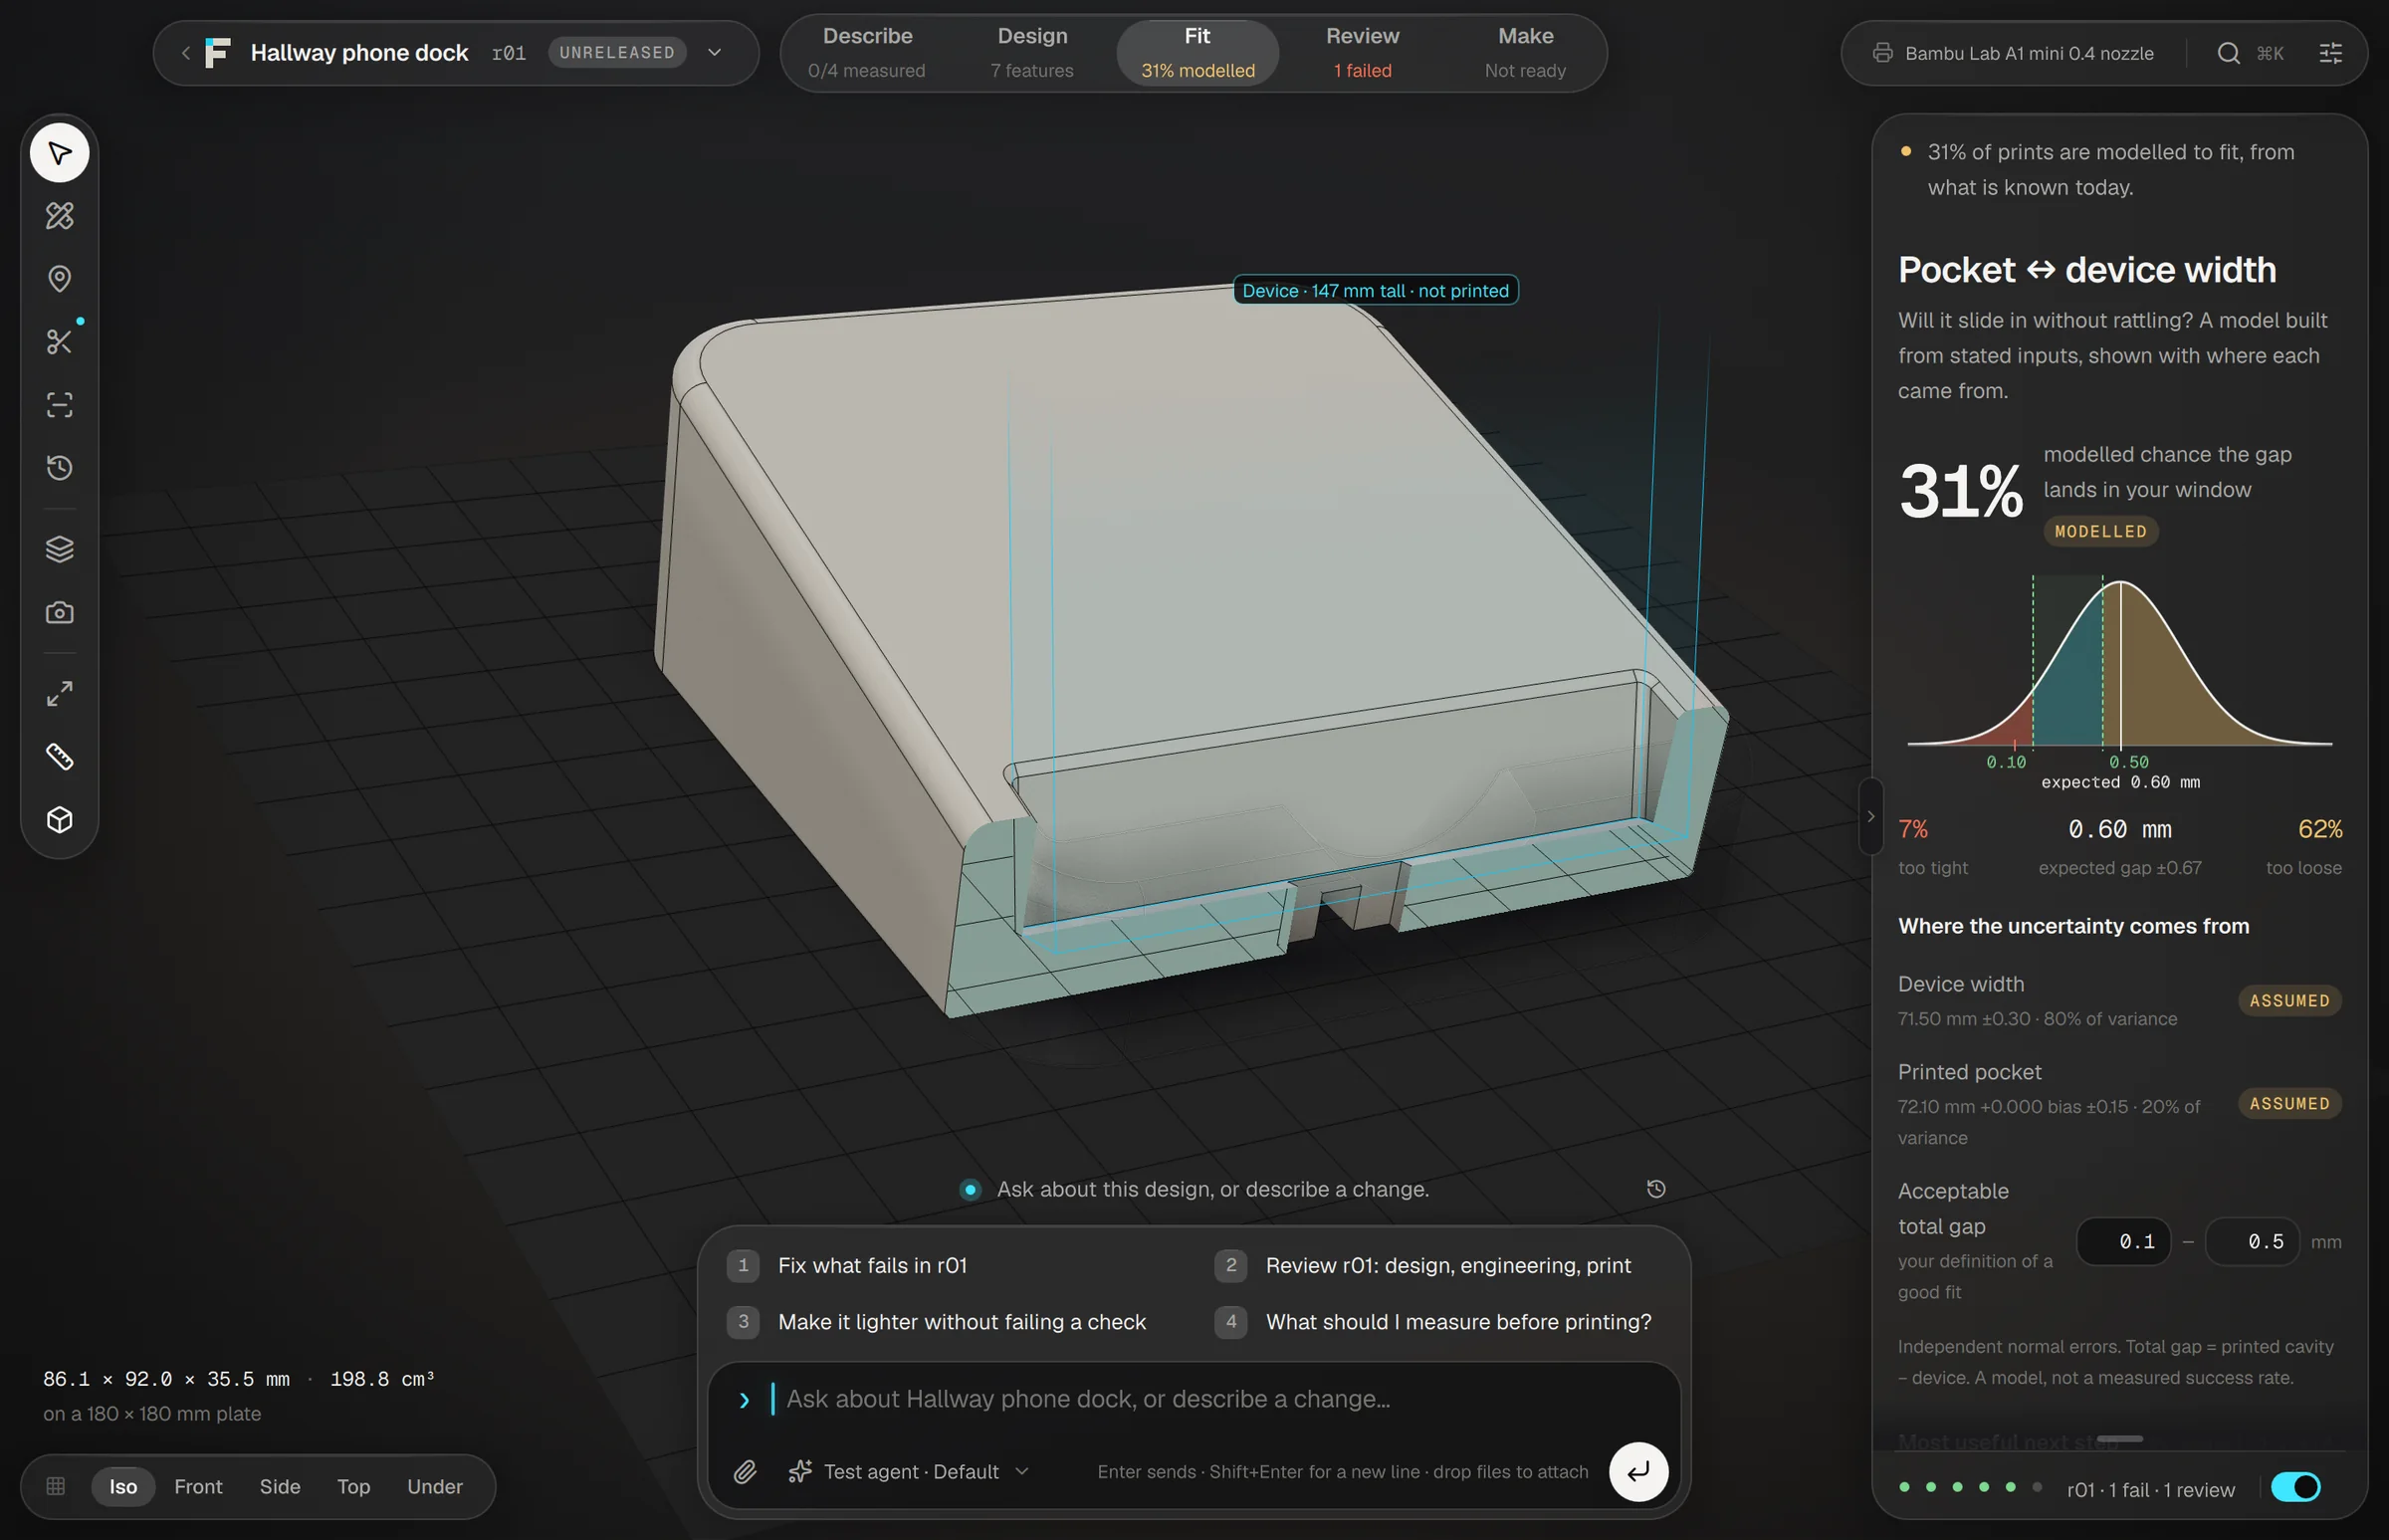 Hallway phone dock r01 UNRELEASED
Describe
0/4 measured
Design
7 features
Fit
31% modelled
Review
1 failed
Make
Not ready
Bambu Lab A1 mini 0.4 nozzle
⌘K
Device · 147 mm tall · not printed
31% of prints are modelled to fit, from
what is known today.
Pocket ↔ device width
Will it slide in without rattling? A model built
from stated inputs, shown with where each
came from.
31%
modelled chance the gap
lands in your window
MODELLED
0.10
0.50
expected 0.60 mm
7%
too tight
0.60 mm
expected gap ±0.67
62%
too loose
Where the uncertainty comes from
Device width
71.50 mm ±0.30 · 80% of variance
ASSUMED
Printed pocket
72.10 mm +0.000 bias ±0.15 · 20% of
variance
ASSUMED
Acceptable
total gap
your definition of a
good fit
0.1 – 0.5 mm
Independent normal errors. Total gap = printed cavity
– device. A model, not a measured success rate.
Most useful next step
r01 · 1 fail · 1 review
Ask about this design, or describe a change.
1 Fix what fails in r01
2 Review r01: design, engineering, print
3 Make it lighter without failing a check
4 What should I measure before printing?
Ask about Hallway phone dock, or describe a change...
Test agent · Default
Enter sends · Shift+Enter for a new line · drop files to attach
86.1 × 92.0 × 35.5 mm · 198.8 cm³
on a 180 × 180 mm plate
Iso Front Side Top Under